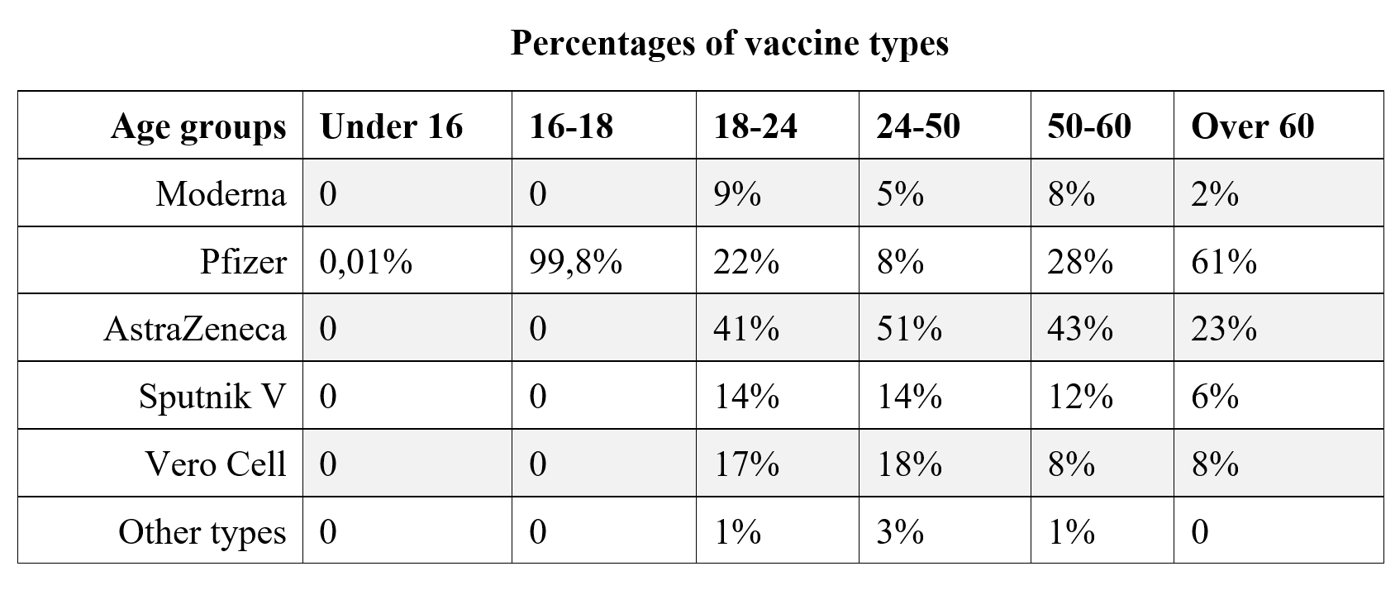 Percentages of vaccine types
Age groups Under 16 16-18 18-24 24-50 50-60 Over 60
Moderna 0 0 9% 5% 8% 2%
Pfizer 0,01% 99,8% 22% 8% 28% 61%
AstraZeneca 0 0 41% 51% 43% 23%
Sputnik V 0 0 14% 14% 12% 6%
Vero Cell 0 0 17% 18% 8% 8%
Other types 0 0 1% 3% 1% 0